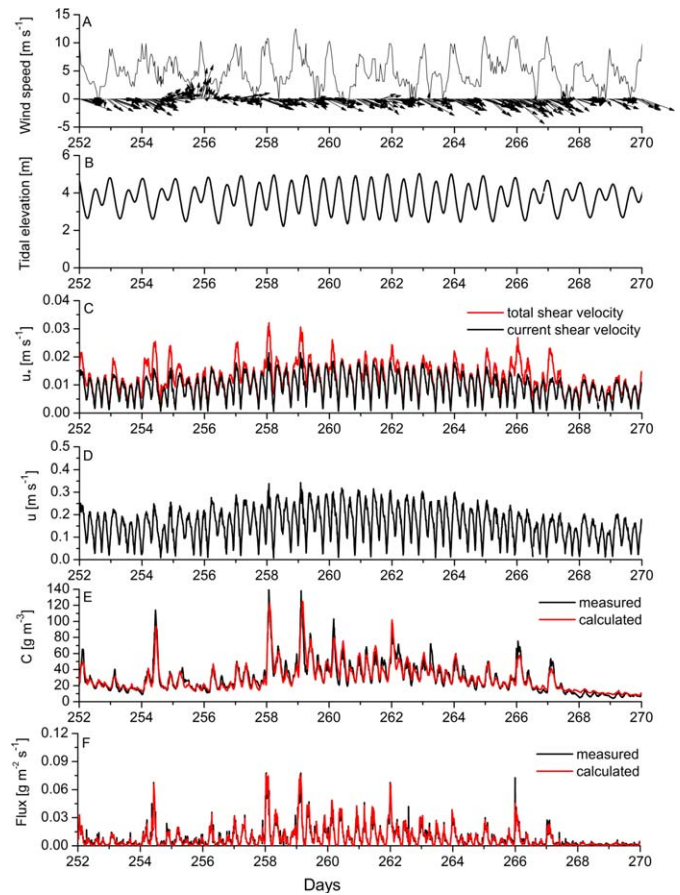 A
Wind speed [m s⁻¹]
15
10
5
0
-5
252 254 256 258 260 262 264 266 268 270
B
Tidal elevation [m]
6
4
2
0
252 254 256 258 260 262 264 266 268 270
C
u* [m s⁻¹]
total shear velocity
current shear velocity
0.04
0.03
0.02
0.01
0.00
252 254 256 258 260 262 264 266 268 270
D
u [m s⁻¹]
0.5
0.4
0.3
0.2
0.1
0.0
252 254 256 258 260 262 264 266 268 270
E
C [g m⁻³]
measured
calculated
140
120
100
80
60
40
20
0
252 254 256 258 260 262 264 266 268 270
F
Flux [g m⁻² s⁻¹]
measured
calculated
0.12
0.09
0.06
0.03
0.00
252 254 256 258 260 262 264 266 268 270
Days